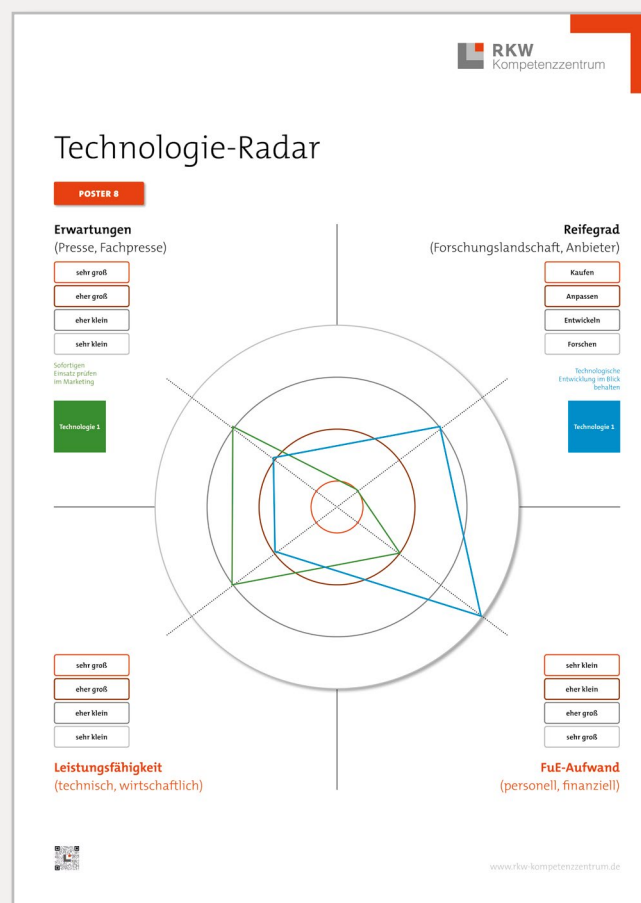 RKW
Kompetenzzentrum
Technologie-Radar
POSTER 8
Erwartungen
(Presse, Fachpresse)
sehr groß
eher groß
eher klein
sehr klein
Sofortigen
Einsatz prüfen
im Marketing
Technologie 1
Reifegrad
(Forschungslandschaft, Anbieter)
Kaufen
Anpassen
Entwickeln
Forschen
Technologische
Entwicklung im Blick
behalten
Technologie 1
sehr groß
eher groß
eher klein
sehr klein
Leistungsfähigkeit
(technisch, wirtschaftlich)
sehr klein
eher klein
eher groß
sehr groß
FuE-Aufwand
(personell, finanziell)
www.rkw-kompetenzzentrum.de